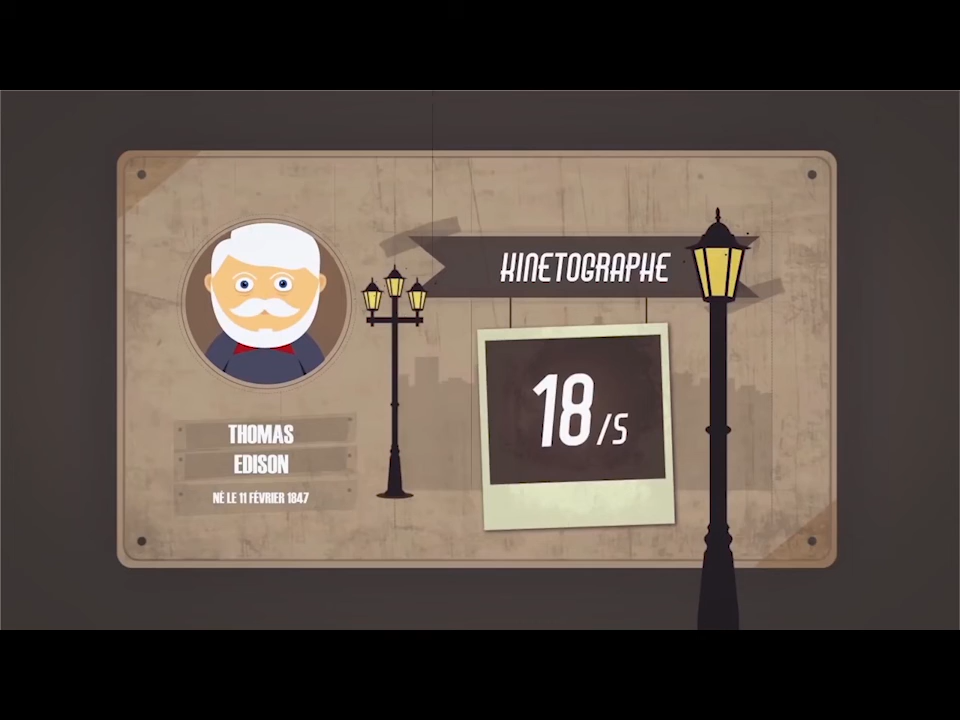 KINETOGRAPHE
18/S
THOMAS
EDISON
NÉ LE 11 FÉVRIER 1847